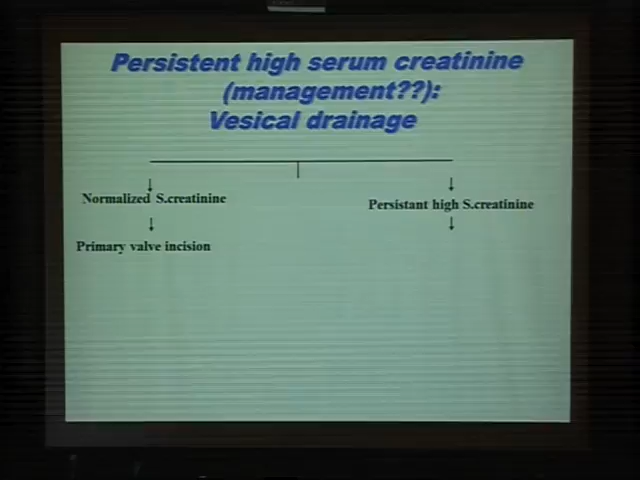 Persistent high serum creatinine
(management??):
Vesical drainage
Normalized S.creatinine
Persistant high S.creatinine
Primary valve incision